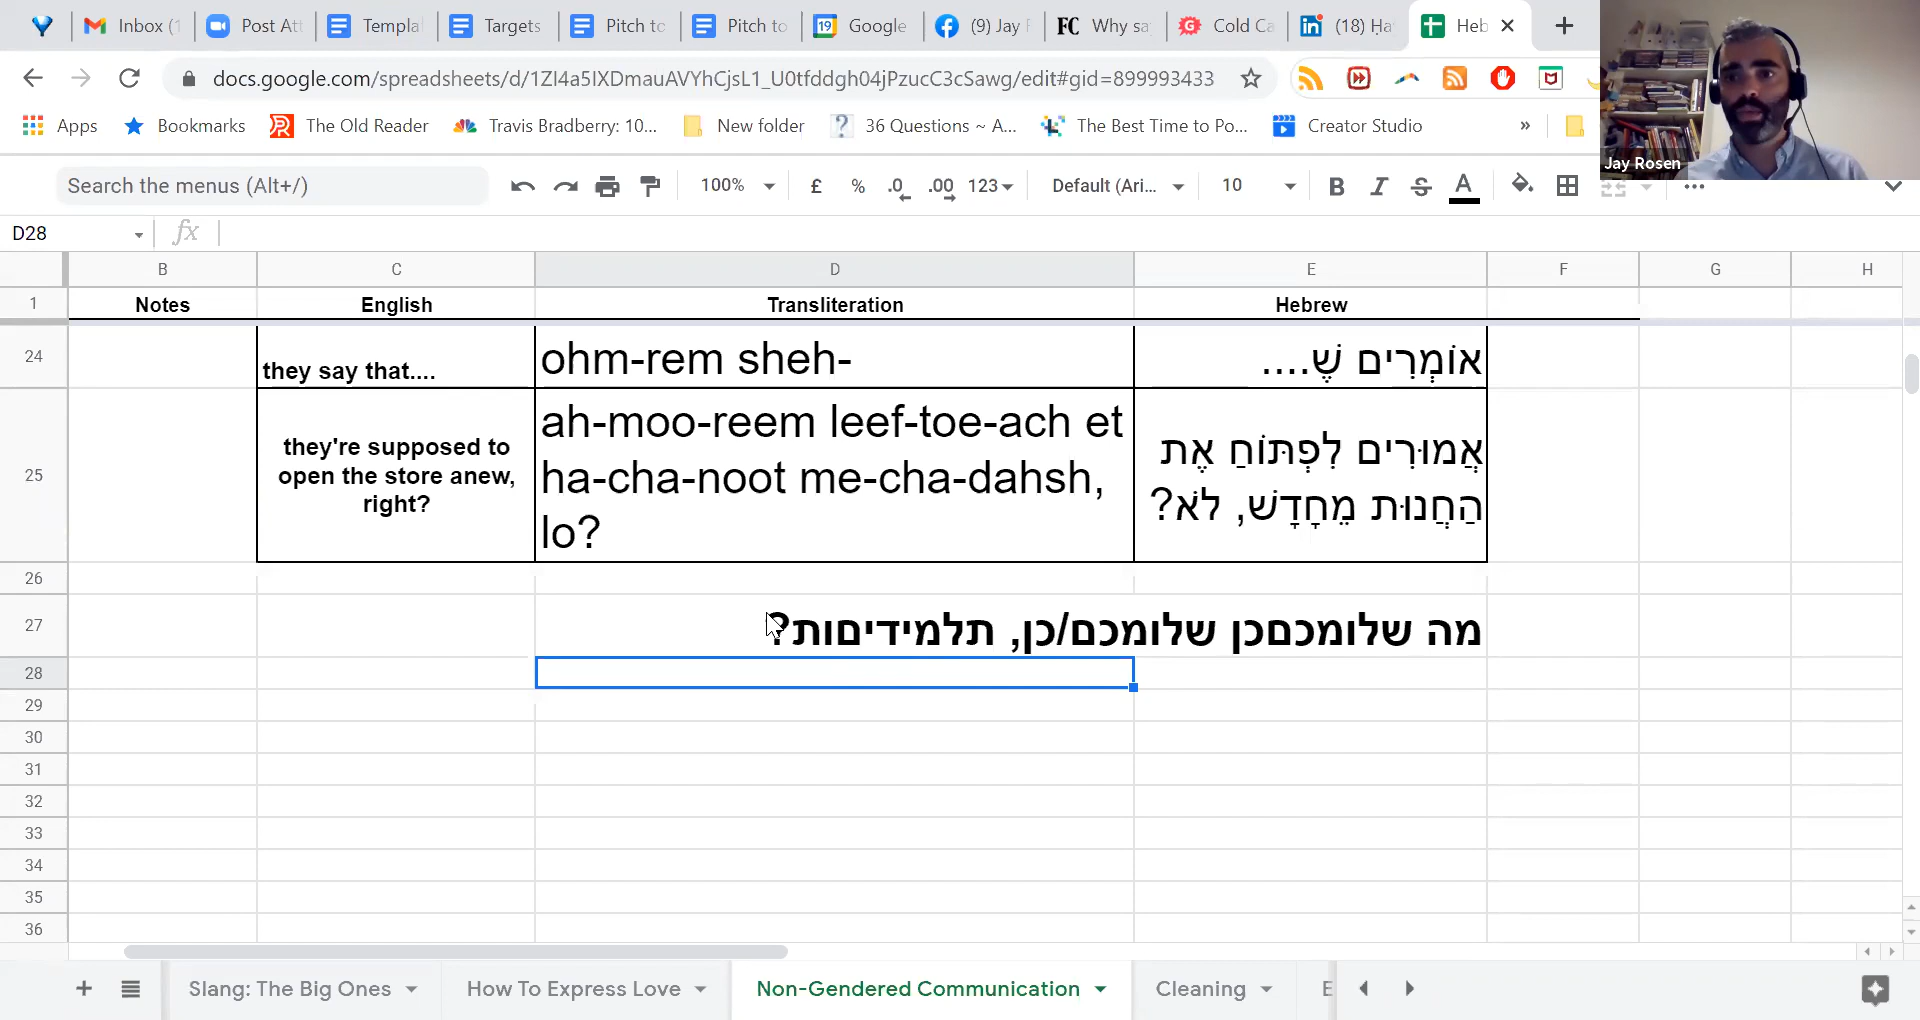 Inbox (1
Post Att
Templa
Targets
Pitch to
Pitch to
19
Google
(9) Jay
FC
Why sa
Cold Ca
(18) Ha
Heb
docs.google.com/spreadsheets/d/1ZI4a5IXDmauAVYhCjsL1_U0tfddgh04jPzucC3cSawg/edit#gid=899993433
Apps
Bookmarks
The Old Reader
Travis Bradberry: 10...
New folder
36 Questions ~ A...
The Best Time to Po...
Creator Studio
»
Jay Rosen
Search the menus (Alt+/)
100%
£
%
.0
.00
123
Default (Ari...
10
B
I
S
A
D28
fx
B C D E F G H
1 Notes English Transliteration Hebrew
24 they say that.... ohm-rem sheh- אוֹמְרִים שֶׁ....
25
they're supposed to
open the store anew,
right?
ah-moo-reem leef-toe-ach et
ha-cha-noot me-cha-dahsh,
lo?
אֲמוּרִים לִפְתּוֹחַ אֶת
הַחֲנוּת מֵחָדָשׁ, לֹא?
26
27 מה שלומכםכן שלומכם/כן, תלמידיםות?
28
29
30
31
32
33
34
35
36
Slang: The Big Ones
How To Express Love
Non-Gendered Communication
Cleaning
E